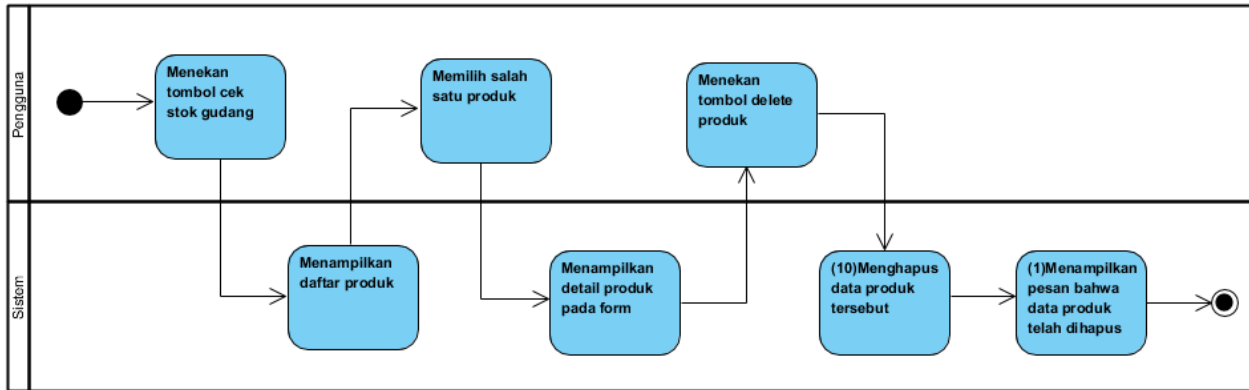 Pengguna
Menekan
tombol cek
stok gudang
Memilih salah
satu produk
Menekan
tombol delete
produk
Sistem
Menampilkan
daftar produk
Menampilkan
detail produk
pada form
(10)Menghapus
data produk
tersebut
(1)Menampilkan
pesan bahwa
data produk
telah dihapus